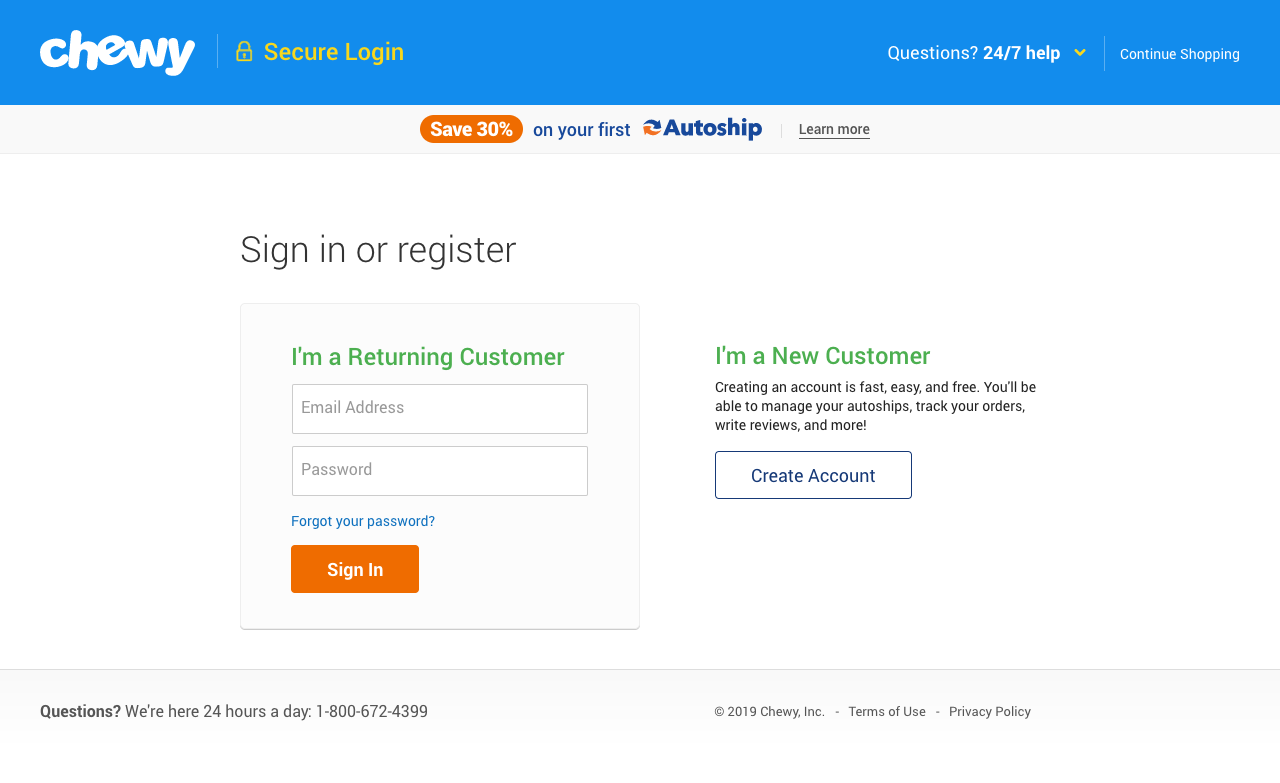 chewy
Secure Login
Questions? 24/7 help
Continue Shopping
Save 30% on your first Autoship
Learn more
Sign in or register
I'm a Returning Customer
Email Address
Password
Forgot your password?
Sign In
I'm a New Customer
Creating an account is fast, easy, and free. You'll be
able to manage your autoships, track your orders,
write reviews, and more!
Create Account
Questions? We're here 24 hours a day: 1-800-672-4399
© 2019 Chewy, Inc. - Terms of Use - Privacy Policy